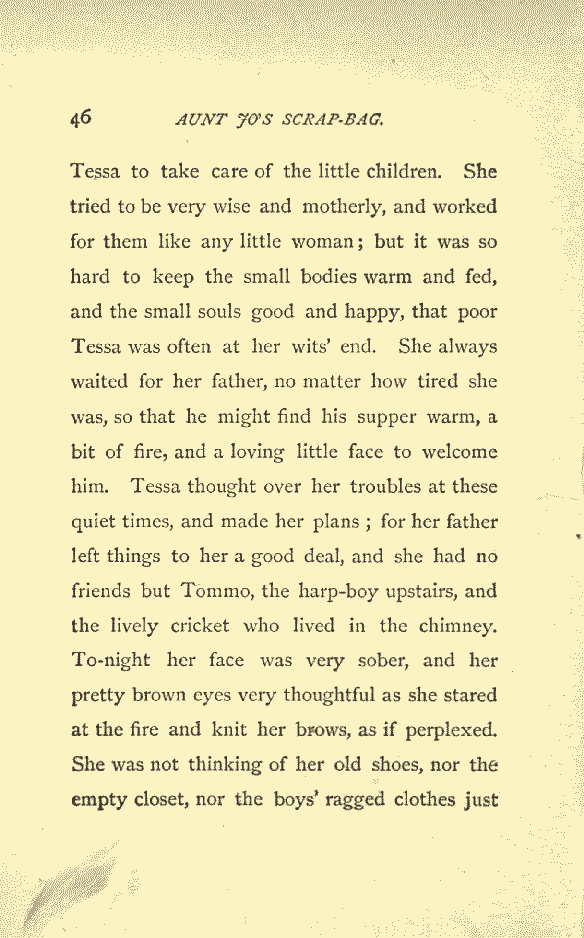 46 AUNT JO'S SCRAP-BAG.
Tessa to take care of the little children. She
tried to be very wise and motherly, and worked
for them like any little woman; but it was so
hard to keep the small bodies warm and fed,
and the small souls good and happy, that poor
Tessa was often at her wits' end. She always
waited for her father, no matter how tired she
was, so that he might find his supper warm, a
bit of fire, and a loving little face to welcome
him. Tessa thought over her troubles at these
quiet times, and made her plans; for her father
left things to her a good deal, and she had no
friends but Tommo, the harp-boy upstairs, and
the lively cricket who lived in the chimney.
To-night her face was very sober, and her
pretty brown eyes very thoughtful as she stared
at the fire and knit her brows, as if perplexed.
She was not thinking of her old shoes, nor the
empty closet, nor the boys' ragged clothes just